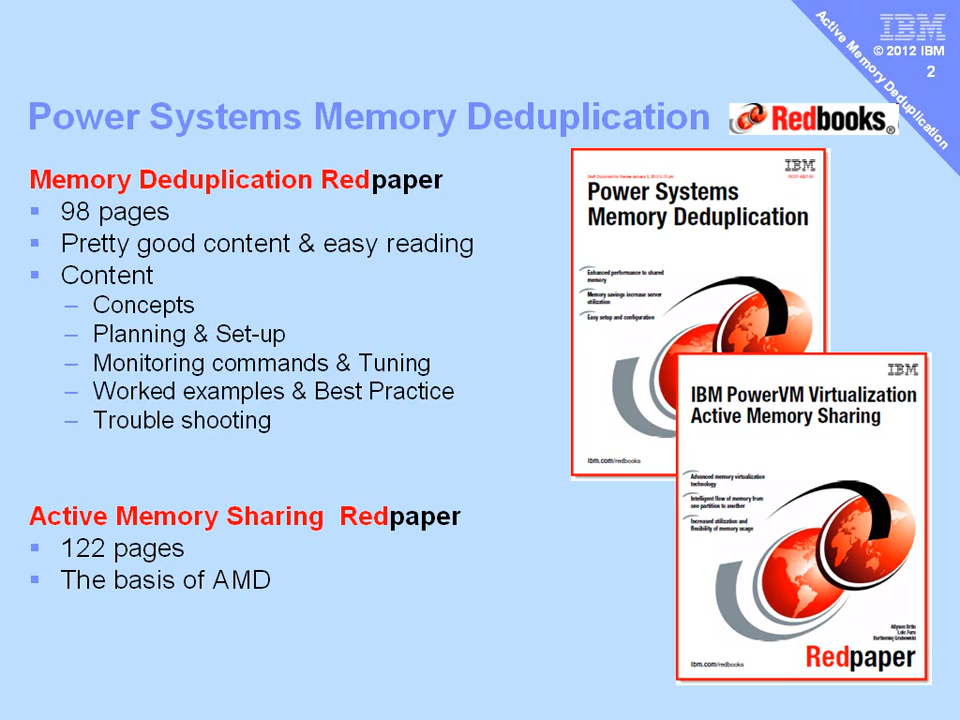 Active Memory Deduplication
IBM
© 2012 IBM
2
Power Systems Memory Deduplication
Redbooks®
Memory Deduplication Redpaper
▪ 98 pages
▪ Pretty good content & easy reading
▪ Content
– Concepts
– Planning & Set-up
– Monitoring commands & Tuning
– Worked examples & Best Practice
– Trouble shooting
Active Memory Sharing Redpaper
▪ 122 pages
▪ The basis of AMD
IBM
Power Systems
Memory Deduplication
Enhanced performance to shared
memory
Memory savings increase server
utilization
Easy setup and configuration
ibm.com/redbooks
IBM
IBM PowerVM Virtualization
Active Memory Sharing
Advanced memory virtualization
technology
Intelligent flow of memory from
one partition to another
Increased utilization and
flexibility of memory usage
ibm.com/redbooks
Redpaper